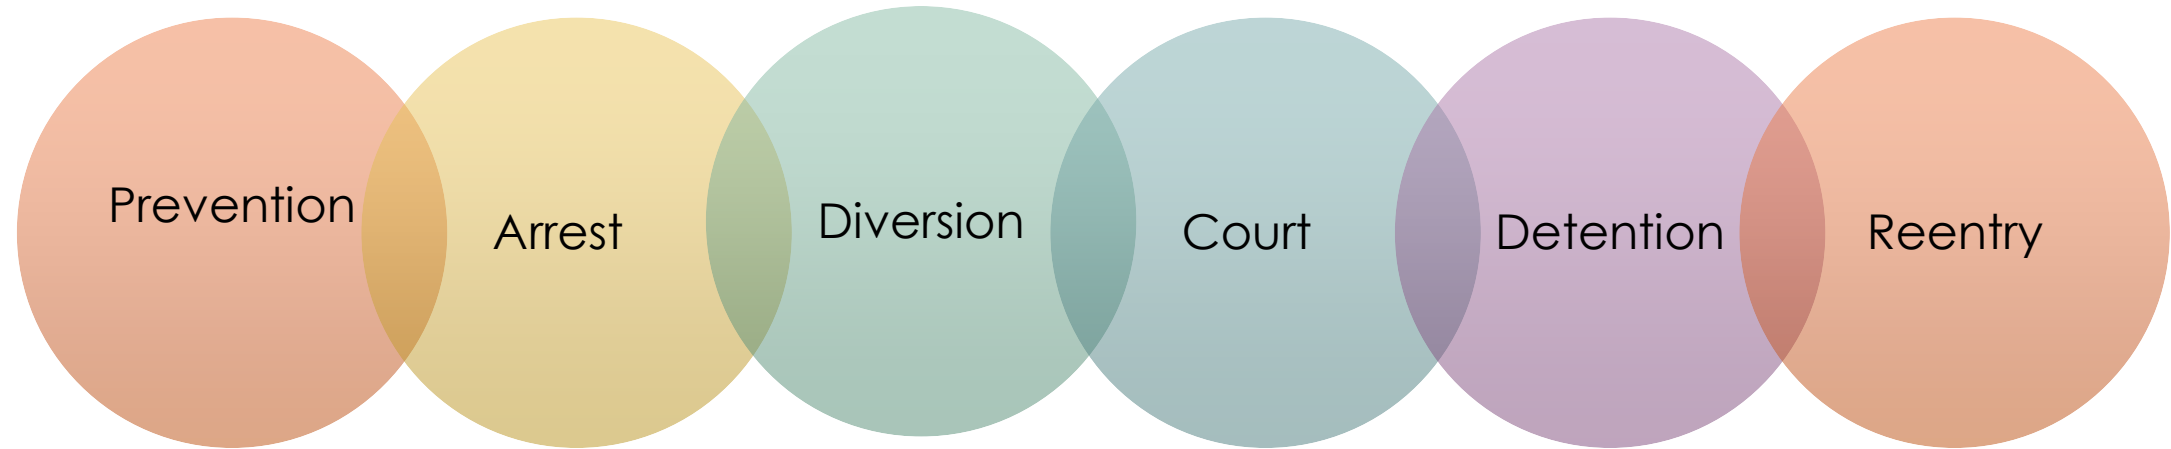 Prevention
Arrest
Diversion
Court
Detention
Reentry